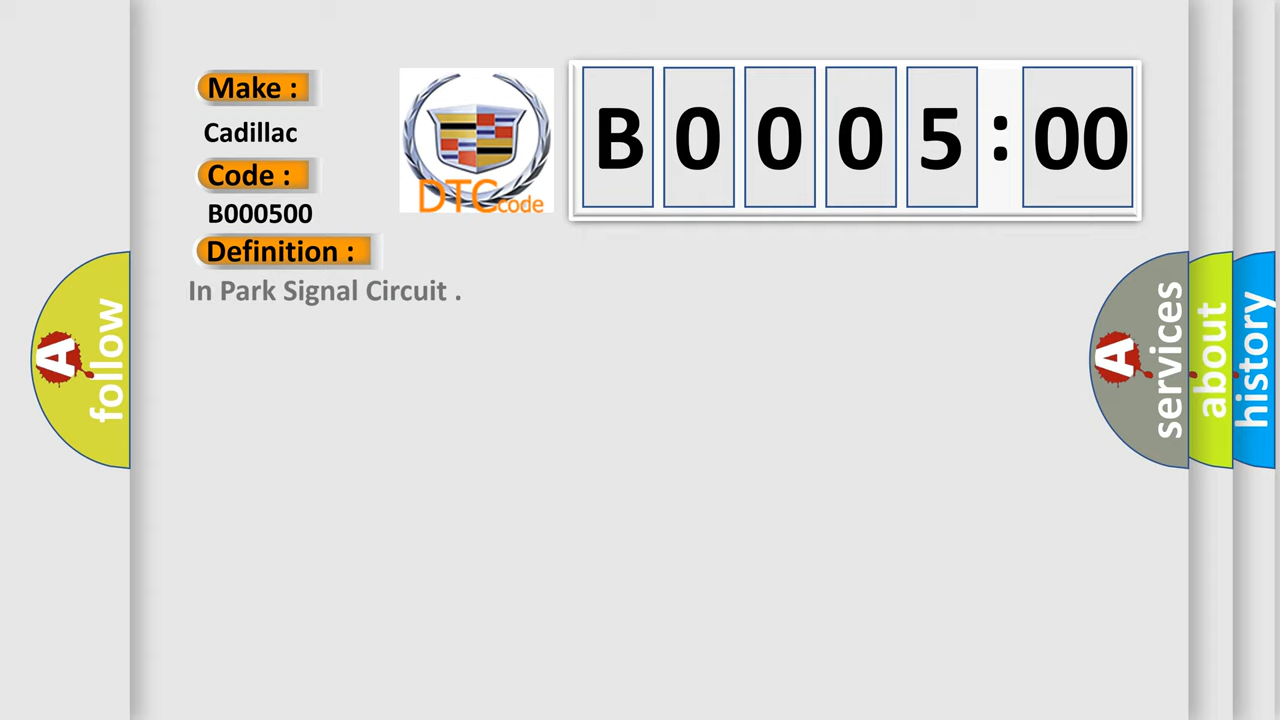 Make :
Cadillac
Code :
B000500
Definition :
In Park Signal Circuit .
DTCcode
B 0 0 0 5 : 00
A follow
A services
about
history